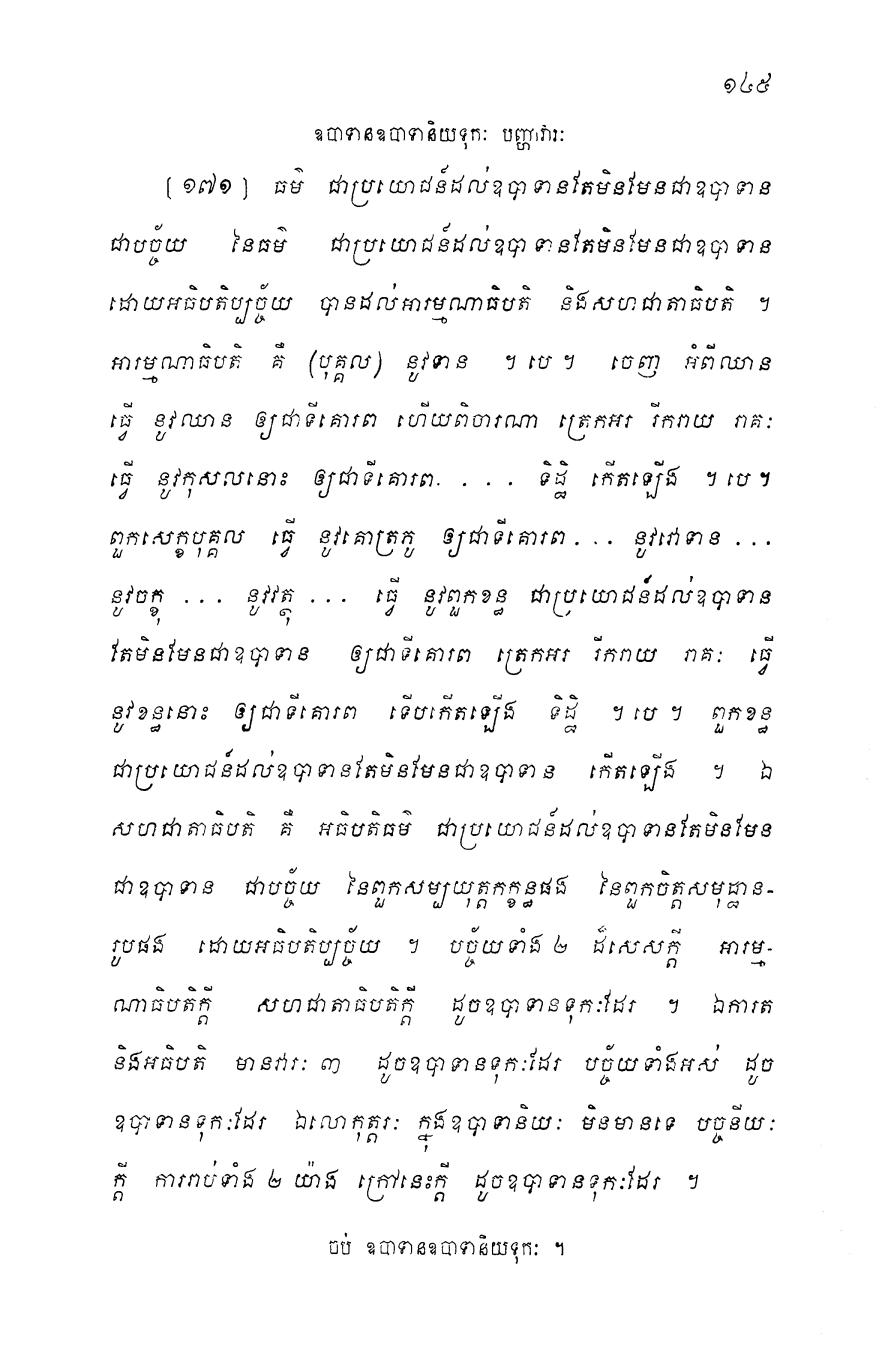 ១៤៥
ឧបាទានឧបាទានិយទុកៈ បញ្ហាវារៈ
[១៧១] ធម៌ ជាប្រយោជន៍ដល់ឧបាទានតែមិនមែនជាឧបាទាន
ជាបច្ច័យ នៃធម៌ ជាប្រយោជន៍ដល់ឧបាទានតែមិនមែនជាឧបាទាន
ដោយអធិបតិប្បច្ច័យ បានដល់អារម្មណាធិបតិ និងសហជាតាធិបតិ ។
អារម្មណាធិបតិ គឺ (បុគ្គល) នូវទាន ។ បេ ។ ចេញ អំពីឈាន
ធ្វើ នូវឈាន ឲ្យជាទីគោរព ហើយពិចារណា ត្រេកអរ រីករាយ រាគៈ
ធ្វើ នូវកុសលនោះ ឲ្យជាទីគោរព. . . . ទិដ្ឋិ កើតឡើង ។ បេ ។
ពួកសេក្ខបុគ្គល ធ្វើ នូវគោត្រភូ ឲ្យជាទីគោរព . . . នូវវោទាន . . .
នូវចក្ខុ . . . នូវវត្ថុ . . . ធ្វើ នូវពួកខន្ធ ជាប្រយោជន៍ដល់ឧបាទាន
តែមិនមែនជាឧបាទាន ឲ្យជាទីគោរព ត្រេកអរ រីករាយ រាគៈ ធ្វើ
នូវខន្ធនោះ ឲ្យជាទីគោរព ទើបកើតឡើង ទិដ្ឋិ ។ បេ ។ ពួកខន្ធ
ជាប្រយោជន៍ដល់ឧបាទានតែមិនមែនជាឧបាទាន កើតឡើង ។ ឯ
សហជាតាធិបតិ គឺ អធិបតិធម៌ ជាប្រយោជន៍ដល់ឧបាទានតែមិនមែន
ជាឧបាទាន ជាបច្ច័យ នៃពួកសម្បយុត្តកក្ខន្ធផង នៃពួកចិត្តសមុដ្ឋាន-
រូបផង ដោយអធិបតិប្បច្ច័យ ។ បច្ច័យទាំង ២ ដ៏សេសក្តី អារម្ម-
ណាធិបតិក្តី សហជាតាធិបតិក្តី ដូចឧបាទានទុកៈដែរ ។ ឯការត
និងអធិបតិ មានវារៈ ៣ ដូចឧបាទានទុកៈដែរ បច្ច័យទាំងអស់ ដូច
ឧបាទានទុកៈដែរ ឯលោកុត្តរៈ ក្នុងឧបាទានិយៈ មិនមានទេ បច្ចនីយៈ
ក្តី ការរាប់ទាំង ២ យ៉ាង ក្រៅនេះក្តី ដូចឧបាទានទុកៈដែរ ។
ចប់ ឧបាទានឧបាទានិយទុកៈ ។